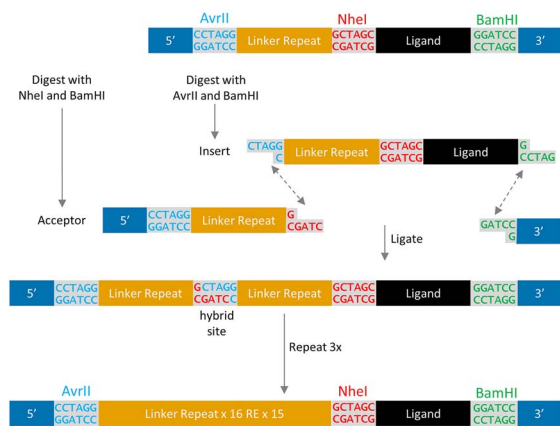 AvrII NheI BamHI
5' CCTAGG Linker Repeat GCTAGC Ligand GGATCC 3'
GGATCC CGATCG CCTAGG
Digest with
NheI and BamHI
Digest with
AvrII and BamHI
Insert CTAGG Linker Repeat GCTAGC Ligand G
C CGATCG CCTAG
Acceptor 5' CCTAGG Linker Repeat G GATCC 3'
GGATCC CGATC G
Ligate
5' CCTAGG Linker Repeat GCTAGG Linker Repeat GCTAGC Ligand GGATCC 3'
GGATCC CGATCC CGATCG CCTAGG
hybrid
site
Repeat 3x
AvrII NheI BamHI
5' CCTAGG Linker Repeat x 16 RE x 15 GCTAGC Ligand GGATCC 3'
GGATCC CGATCG CCTAGG